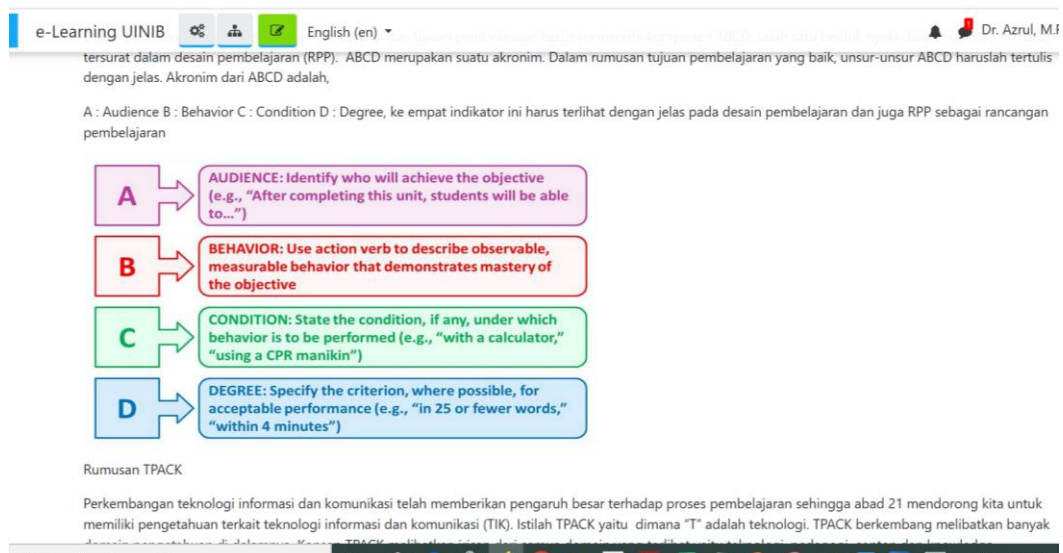 e-Learning UINIB
English (en)
1
Dr. Azrul, M.P
tersurat dalam desain pembelajaran (RPP). ABCD merupakan suatu akronim. Dalam rumusan tujuan pembelajaran yang baik, unsur-unsur ABCD haruslah tertulis
dengan jelas. Akronim dari ABCD adalah,
A : Audience B : Behavior C : Condition D : Degree, ke empat indikator ini harus terlihat dengan jelas pada desain pembelajaran dan juga RPP sebagai rancangan
pembelajaran
A
AUDIENCE: Identify who will achieve the objective
(e.g., “After completing this unit, students will be able
to...”)
B
BEHAVIOR: Use action verb to describe observable,
measurable behavior that demonstrates mastery of
the objective
C
CONDITION: State the condition, if any, under which
behavior is to be performed (e.g., “with a calculator,”
“using a CPR manikin”)
D
DEGREE: Specify the criterion, where possible, for
acceptable performance (e.g., “in 25 or fewer words,”
“within 4 minutes”)
Rumusan TPACK
Perkembangan teknologi informasi dan komunikasi telah memberikan pengaruh besar terhadap proses pembelajaran sehingga abad 21 mendorong kita untuk
memiliki pengetahuan terkait teknologi informasi dan komunikasi (TIK). Istilah TPACK yaitu dimana “T” adalah teknologi. TPACK berkembang melibatkan banyak